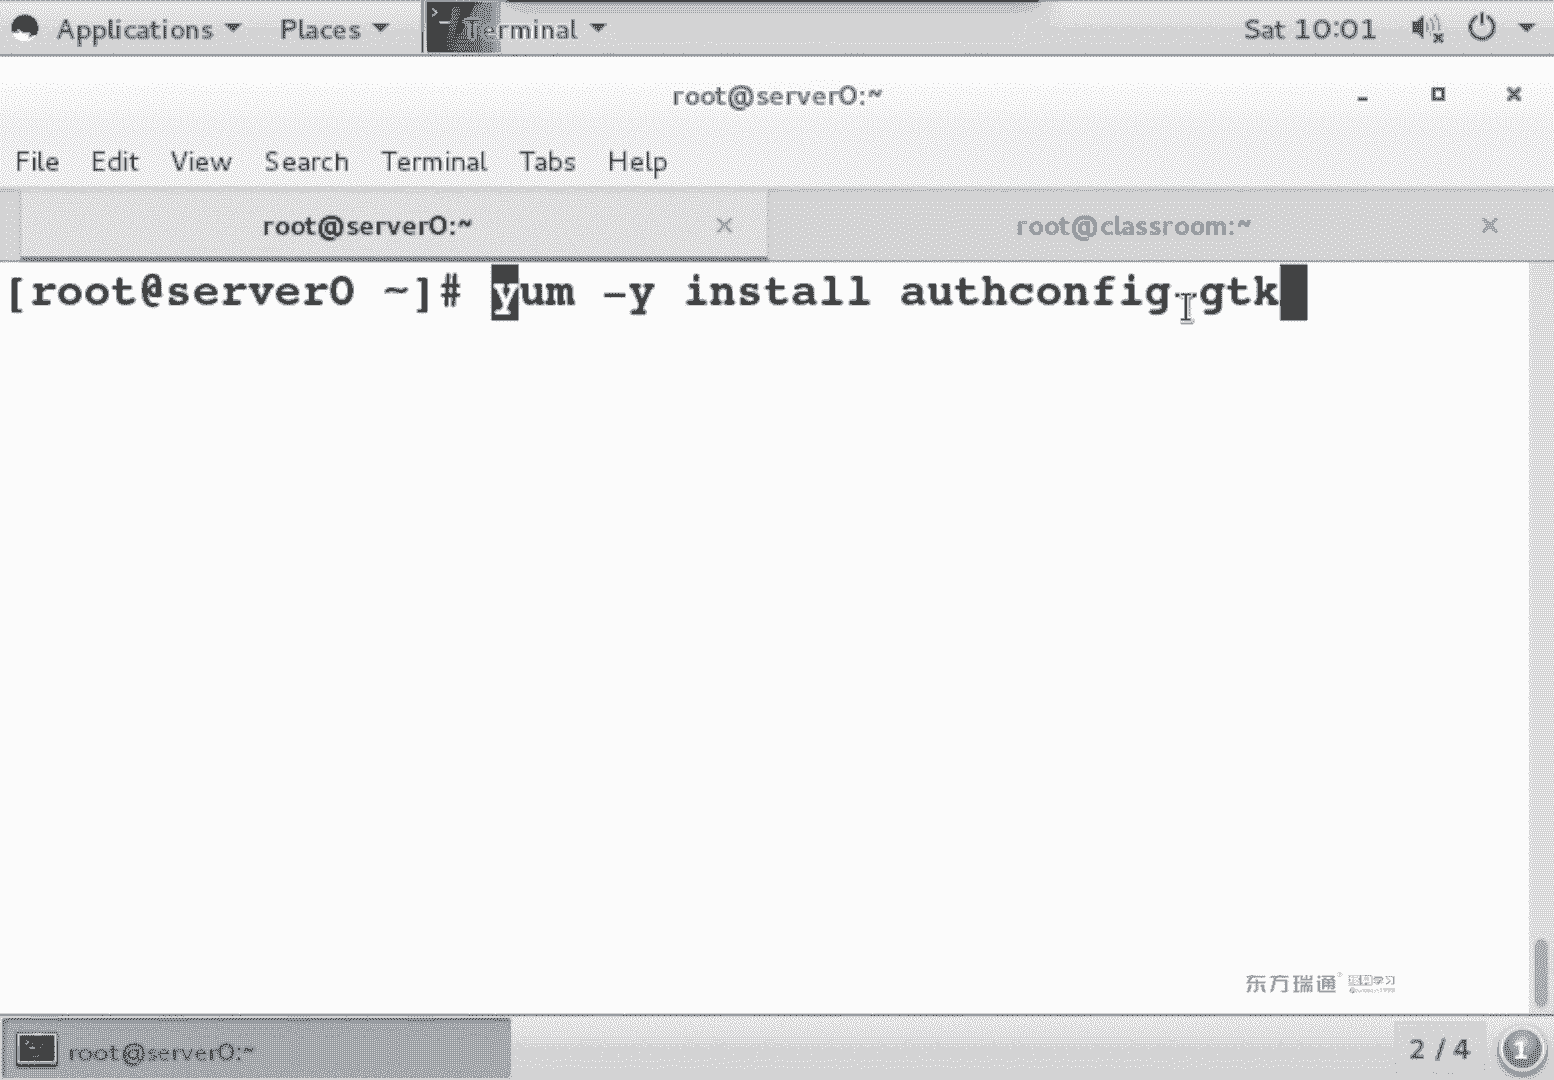 Applications Places Terminal Sat 10:01
root@server0:~
File Edit View Search Terminal Tabs Help
root@server0:~ root@classroom:~
[root@server0 ~]# yum -y install authconfig-gtk
东方瑞通
root@server0:~ 2 / 4 1